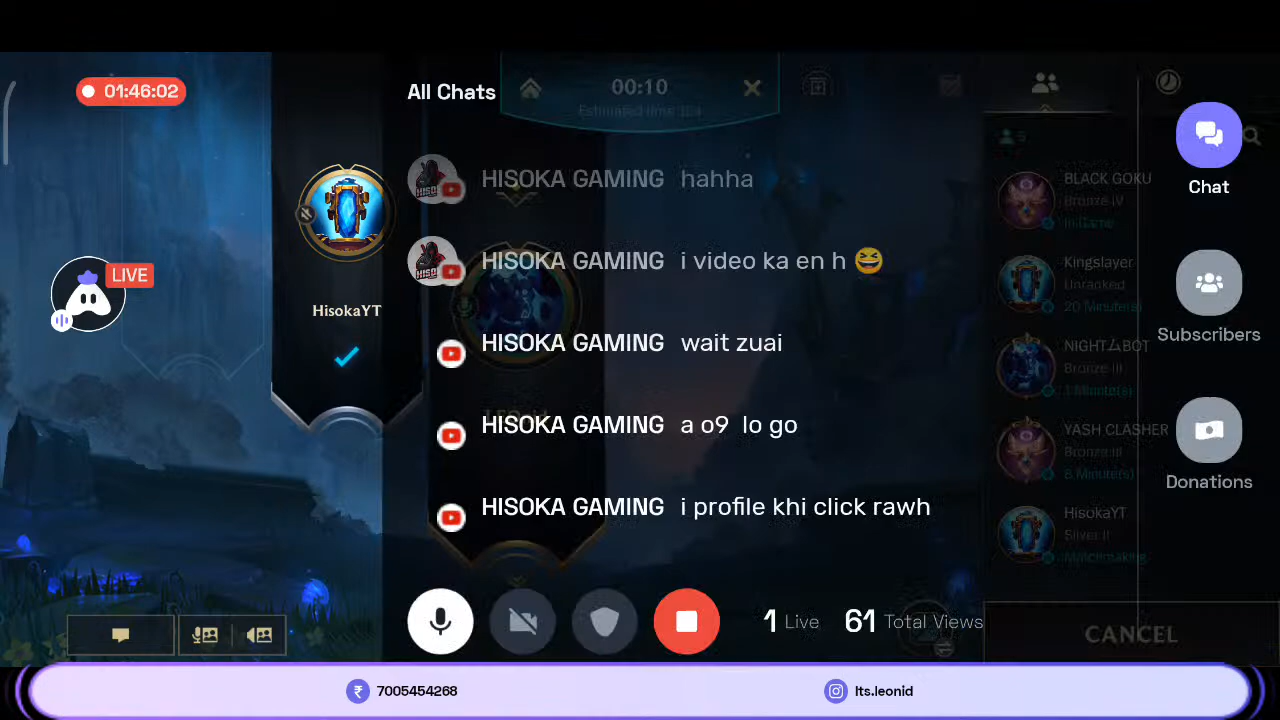 01:46:02
All Chats
00:10
HISOKA GAMING hahha
HISOKA GAMING i video ka en h 😆
HISOKA GAMING wait zuai
HISOKA GAMING a o9 lo go
HISOKA GAMING i profile khi click rawh
LIVE
HisokaYT
BLACK GOKU
Bronze IV
In Game
Kingslayer
Unranked
20 Minute(s)
NIGHTムBOT
Bronze III
1 Minute(s)
YASH CLASHER
Bronze III
HisokaYT
Silver II
Matchmaking
Chat
Subscribers
Donations
1 Live
61 Total Views
CANCEL
₹ 7005454268
Its.leonid